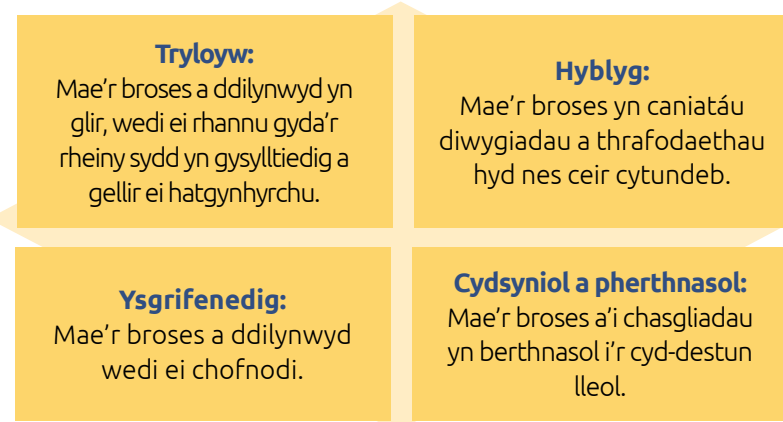 Tryloyw:
Mae'r broses a ddilynwyd yn
glir, wedi ei rhannu gyda'r
rheiny sydd yn gysylltiedig a
gellir ei hatgynhyrchu.
Hyblyg:
Mae'r broses yn caniatáu
diwygiadau a thrafodaethau
hyd nes ceir cytundeb.
Ysgrifenedig:
Mae'r broses a ddilynwyd
wedi ei chofnodi.
Cydsyniol a pherthnasol:
Mae'r broses a'i chasgliadau
yn berthnasol i'r cyd-destun
lleol.